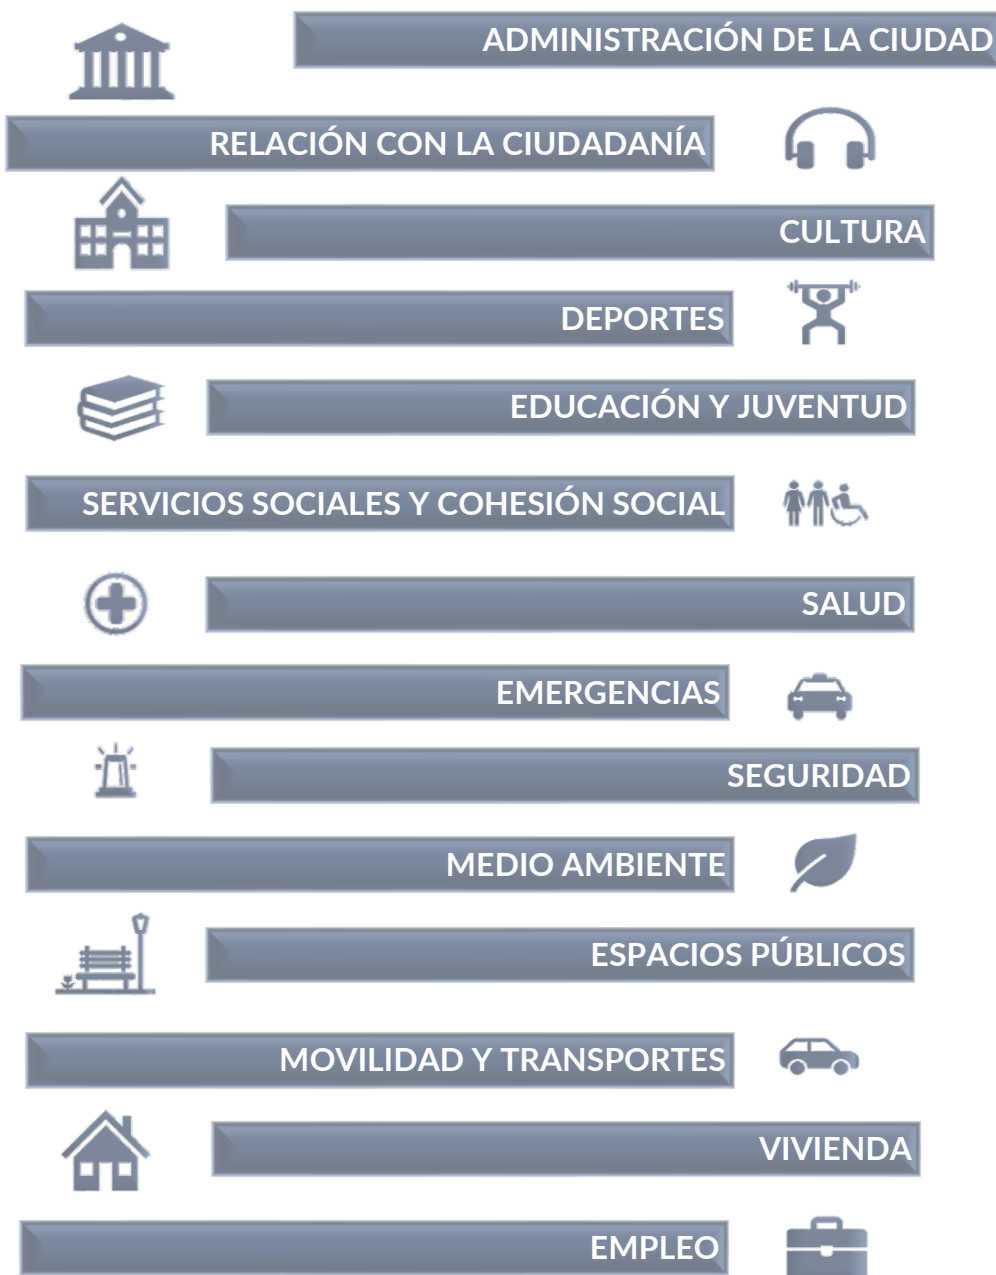 ADMINISTRACIÓN DE LA CIUDAD
RELACIÓN CON LA CIUDADANÍA
CULTURA
DEPORTES
EDUCACIÓN Y JUVENTUD
SERVICIOS SOCIALES Y COHESIÓN SOCIAL
SALUD
EMERGENCIAS
SEGURIDAD
MEDIO AMBIENTE
ESPACIOS PÚBLICOS
MOVILIDAD Y TRANSPORTES
VIVIENDA
EMPLEO